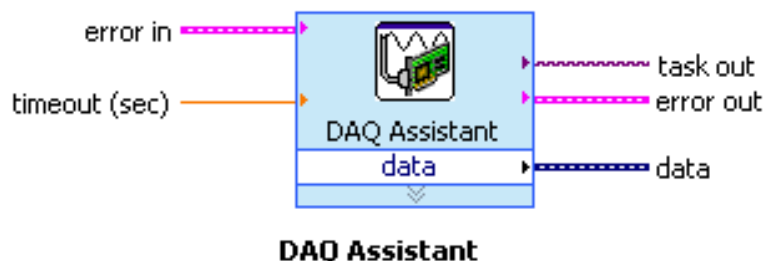 error in
task out
timeout (sec)
error out
DAQ Assistant
data
data
DAQ Assistant